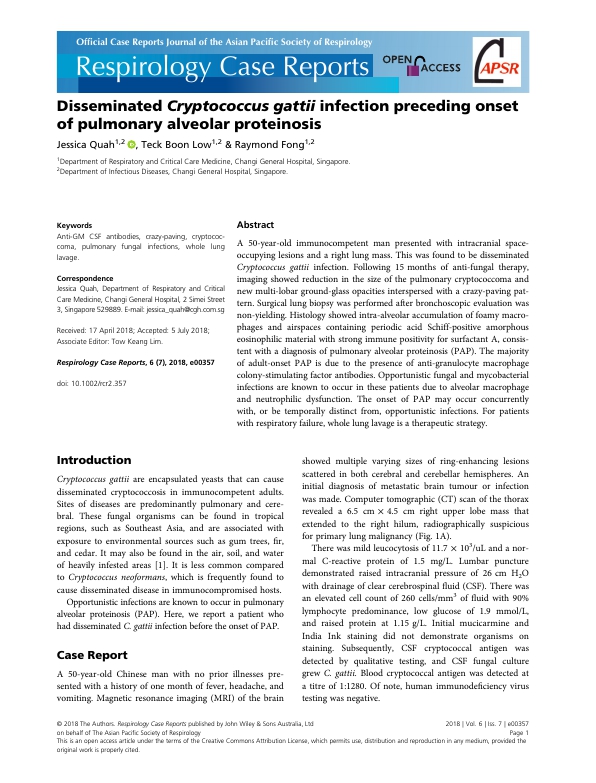 Official Case Reports Journal of the Asian Pacific Society of Respirology
Respirology Case Reports
OPEN ACCESS
APSR
Disseminated Cryptococcus gattii infection preceding onset
of pulmonary alveolar proteinosis
Jessica Quah1,2, Teck Boon Low1,2 & Raymond Fong1,2
1Department of Respiratory and Critical Care Medicine, Changi General Hospital, Singapore.
2Department of Infectious Diseases, Changi General Hospital, Singapore.
Keywords
Anti-GM CSF antibodies, crazy-paving, cryptococ-
coma, pulmonary fungal infections, whole lung
lavage.
Correspondence
Jessica Quah, Department of Respiratory and Critical
Care Medicine, Changi General Hospital, 2 Simei Street
3, Singapore 529889. E-mail: jessica_quah@cgh.com.sg
Received: 17 April 2018; Accepted: 5 July 2018;
Associate Editor: Tow Keang Lim.
Respirology Case Reports, 6 (7), 2018, e00357
doi: 10.1002/rcr2.357
Abstract
A 50-year-old immunocompetent man presented with intracranial space-
occupying lesions and a right lung mass. This was found to be disseminated
Cryptococcus gattii infection. Following 15 months of anti-fungal therapy,
imaging showed reduction in the size of the pulmonary cryptococcoma and
new multi-lobar ground-glass opacities interspersed with a crazy-paving pat-
tern. Surgical lung biopsy was performed after bronchoscopic evaluation was
non-yielding. Histology showed intra-alveolar accumulation of foamy macro-
phages and airspaces containing periodic acid Schiff-positive amorphous
eosinophilic material with strong immune positivity for surfactant A, consis-
tent with a diagnosis of pulmonary alveolar proteinosis (PAP). The majority
of adult-onset PAP is due to the presence of anti-granulocyte macrophage
colony-stimulating factor antibodies. Opportunistic fungal and mycobacterial
infections are known to occur in these patients due to alveolar macrophage
and neutrophilic dysfunction. The onset of PAP may occur concurrently
with, or be temporally distinct from, opportunistic infections. For patients
with respiratory failure, whole lung lavage is a therapeutic strategy.
Introduction
Cryptococcus gattii are encapsulated yeasts that can cause
disseminated cryptococcosis in immunocompetent adults.
Sites of diseases are predominantly pulmonary and cere-
bral. These fungal organisms can be found in tropical
regions, such as Southeast Asia, and are associated with
exposure to environmental sources such as gum trees, fir,
and cedar. It may also be found in the air, soil, and water
of heavily infested areas [1]. It is less common compared
to Cryptococcus neoformans, which is frequently found to
cause disseminated disease in immunocompromised hosts.
Opportunistic infections are known to occur in pulmonary
alveolar proteinosis (PAP). Here, we report a patient who
had disseminated C. gattii infection before the onset of PAP.
Case Report
A 50-year-old Chinese man with no prior illnesses pre-
sented with a history of one month of fever, headache, and
vomiting. Magnetic resonance imaging (MRI) of the brain
showed multiple varying sizes of ring-enhancing lesions
scattered in both cerebral and cerebellar hemispheres. An
initial diagnosis of metastatic brain tumour or infection
was made. Computer tomographic (CT) scan of the thorax
revealed a 6.5 cm × 4.5 cm right upper lobe mass that
extended to the right hilum, radiographically suspicious
for primary lung malignancy (Fig. 1A).
There was mild leucocytosis of 11.7 × 10³/uL and a nor-
mal C-reactive protein of 1.5 mg/L. Lumbar puncture
demonstrated raised intracranial pressure of 26 cm H₂O
with drainage of clear cerebrospinal fluid (CSF). There was
an elevated cell count of 260 cells/mm³ of fluid with 90%
lymphocyte predominance, low glucose of 1.9 mmol/L,
and raised protein at 1.15 g/L. Initial mucicarmine and
India Ink staining did not demonstrate organisms on
staining. Subsequently, CSF cryptococcal antigen was
detected by qualitative testing, and CSF fungal culture
grew C. gattii. Blood cryptococcal antigen was detected at
a titre of 1:1280. Of note, human immunodeficiency virus
testing was negative.
© 2018 The Authors. Respirology Case Reports published by John Wiley & Sons Australia, Ltd
on behalf of The Asian Pacific Society of Respirology
2018 | Vol. 6 | Iss. 7 | e00357
Page 1
This is an open access article under the terms of the Creative Commons Attribution License, which permits use, distribution and reproduction in any medium, provided the
original work is properly cited.